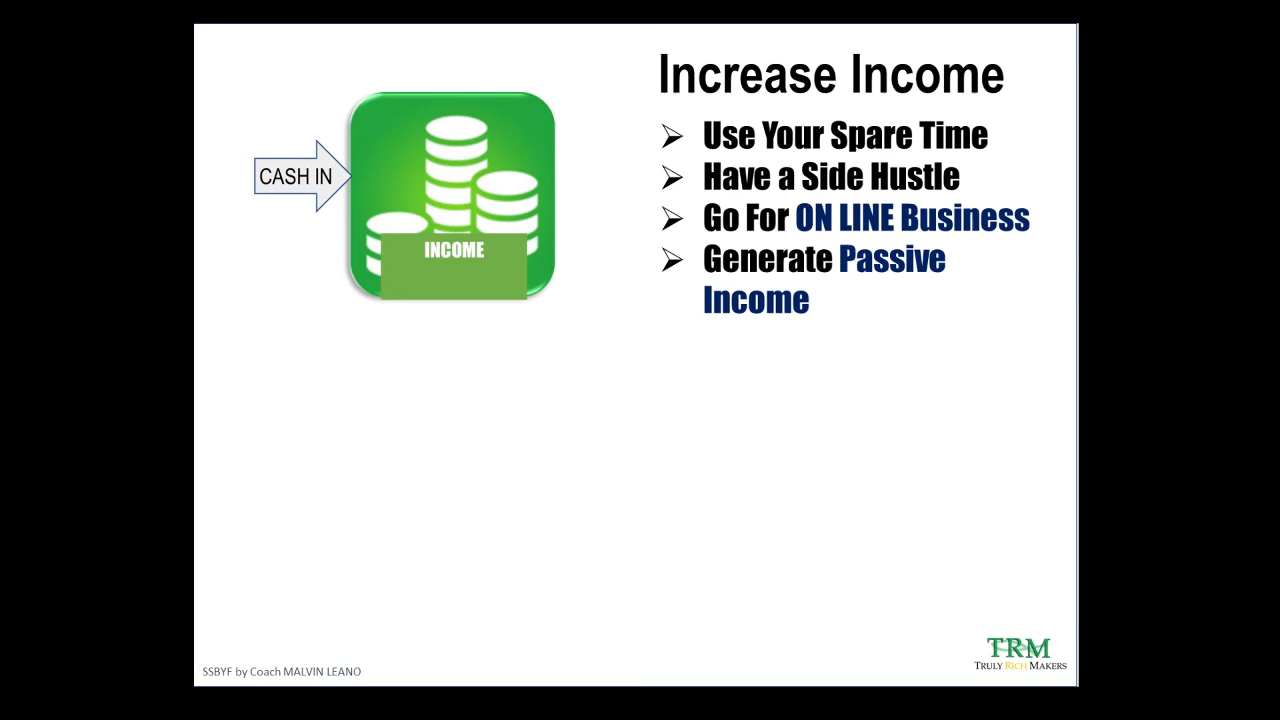 Increase Income
CASH IN
INCOME
Use Your Spare Time
Have a Side Hustle
Go For ON LINE Business
Generate Passive
Income
SSBYF by Coach MALVIN LEANO
TRM
TRULY RICH MAKERS